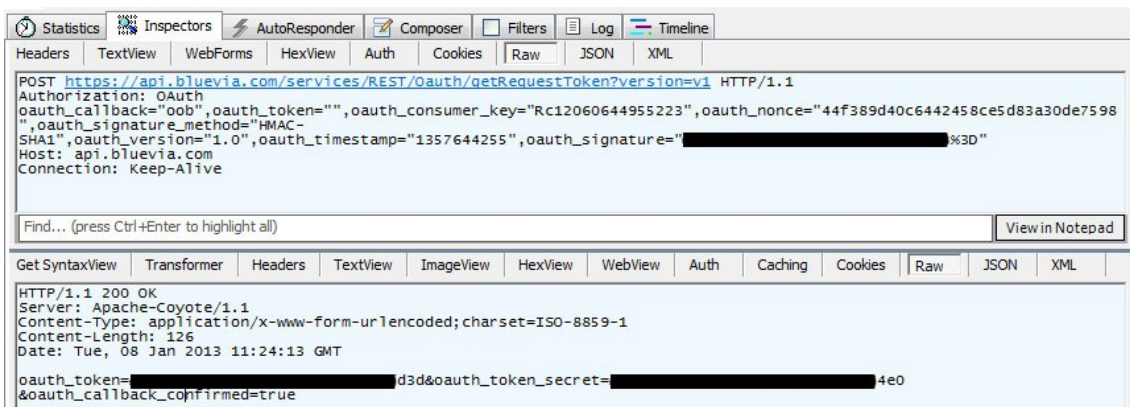 Statistics Inspectors AutoResponder Composer Filters Log Timeline
Headers TextView WebForms HexView Auth Cookies Raw JSON XML
POST https://api.bluevia.com/services/REST/Oauth/getRequestToken?version=v1 HTTP/1.1
Authorization: OAuth
oauth_callback="oob",oauth_token="",oauth_consumer_key="Rc12060644955223",oauth_nonce="44f389d40c6442458ce5d83a30de7598
",oauth_signature_method="HMAC-
SHA1",oauth_version="1.0",oauth_timestamp="1357644255",oauth_signature="%3D"
Host: api.bluevia.com
Connection: Keep-Alive
Find... (press Ctrl+Enter to highlight all) View in Notepad
Get SyntaxView Transformer Headers TextView ImageView HexView WebView Auth Caching Cookies Raw JSON XML
HTTP/1.1 200 OK
Server: Apache-Coyote/1.1
Content-Type: application/x-www-form-urlencoded;charset=ISO-8859-1
Content-Length: 126
Date: Tue, 08 Jan 2013 11:24:13 GMT
oauth_token=d3d&oauth_token_secret=4e0
&oauth_callback_confirmed=true